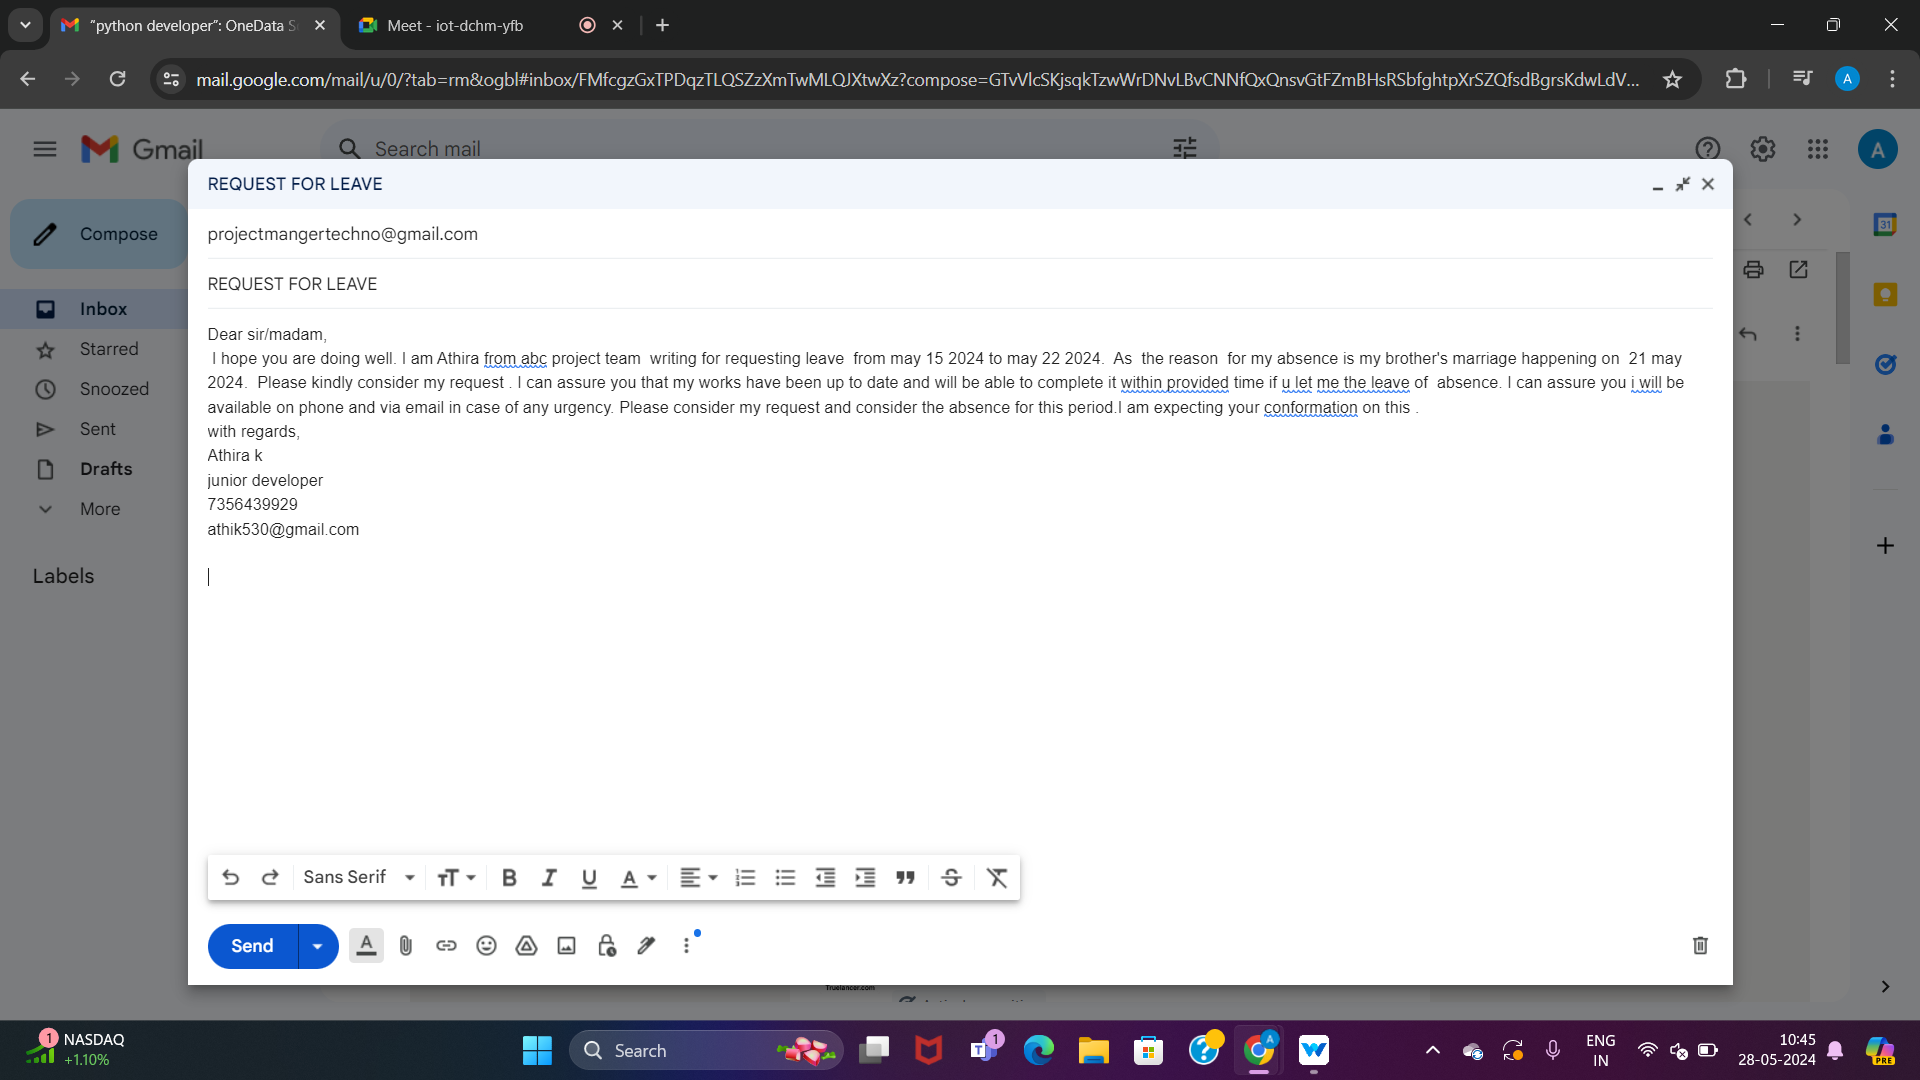 “python developer”: OneData S
Meet - iot-dchm-yfb
mail.google.com/mail/u/0/?tab=rm&ogbl#inbox/FMfcgzGxTPDqzTLQSZzXmTwMLQJXtwXz?compose=GTvVlcSKjsqkTzwWrDNvLBvCNNfQxQnsvGtFZmBHsRSbfghtpXrSZQfsdBgrsKdwLdV...
A
Gmail
Search mail
A
REQUEST FOR LEAVE
Compose
projectmangertechno@gmail.com
31
REQUEST FOR LEAVE
Inbox
Starred
Snoozed
Sent
Drafts
More
Labels
Dear sir/madam,
I hope you are doing well. I am Athira from abc project team  writing for requesting leave  from may 15 2024 to may 22 2024.  As  the reason  for my absence is my brother's marriage happening on  21 may
2024.  Please kindly consider my request . I can assure you that my works have been up to date and will be able to complete it within provided time if u let me the leave of  absence. I can assure you i will be
available on phone and via email in case of any urgency. Please consider my request and consider the absence for this period.I am expecting your conformation on this .
with regards,
Athira k
junior developer
7356439929
athik530@gmail.com
Sans Serif
Send
Truelancer.com
1
NASDAQ
+1.10%
Search
1
A
ENG
IN
10:45
28-05-2024
PRE